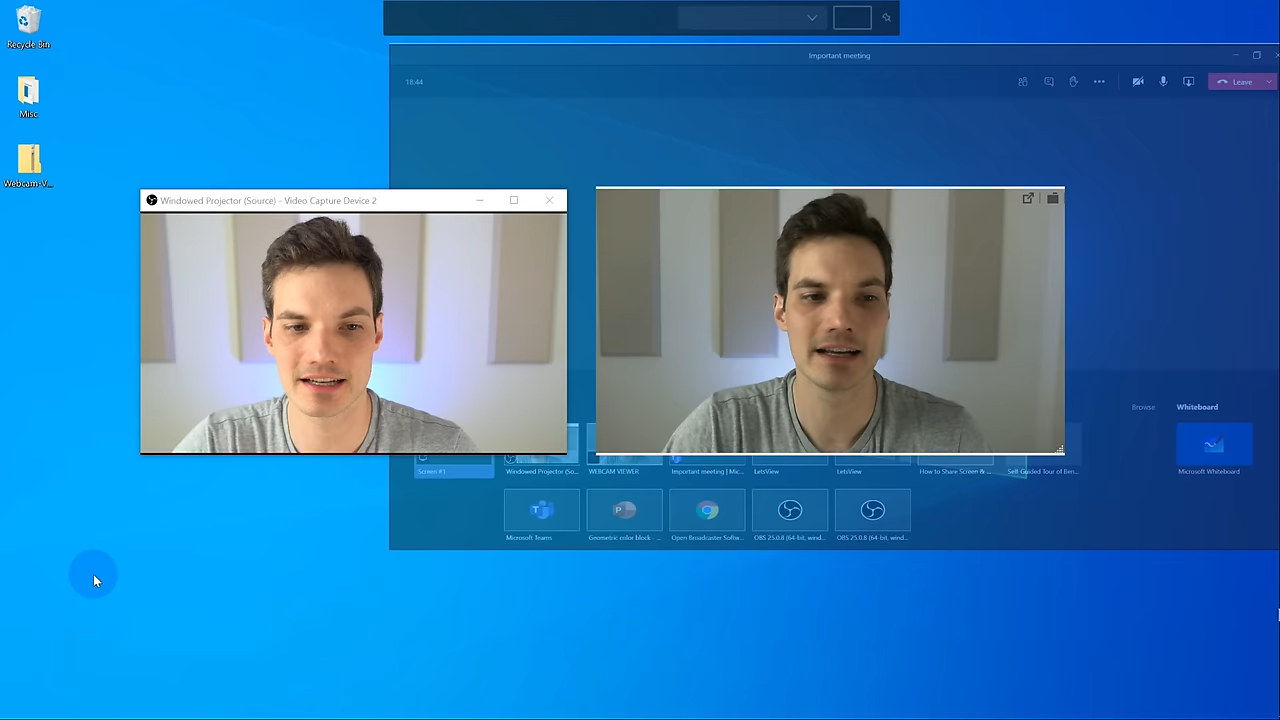 Recycle Bin
Misc
Webcam-V...
Important meeting
18:44
Leave
Windowed Projector (Source) - Video Capture Device 2
Browse
Whiteboard
Screen #1
Windowed Projector (So...
WEBCAM VIEWER
Important meeting | Mic...
LetsView
LetsView
How to Share Screen & ...
Self-Guided Tour of Ben...
Microsoft Whiteboard
Microsoft Teams
Geometric color block - ...
Open Broadcaster Softw...
OBS 25.0.8 (64-bit, wind...
OBS 25.0.8 (64-bit, wind...